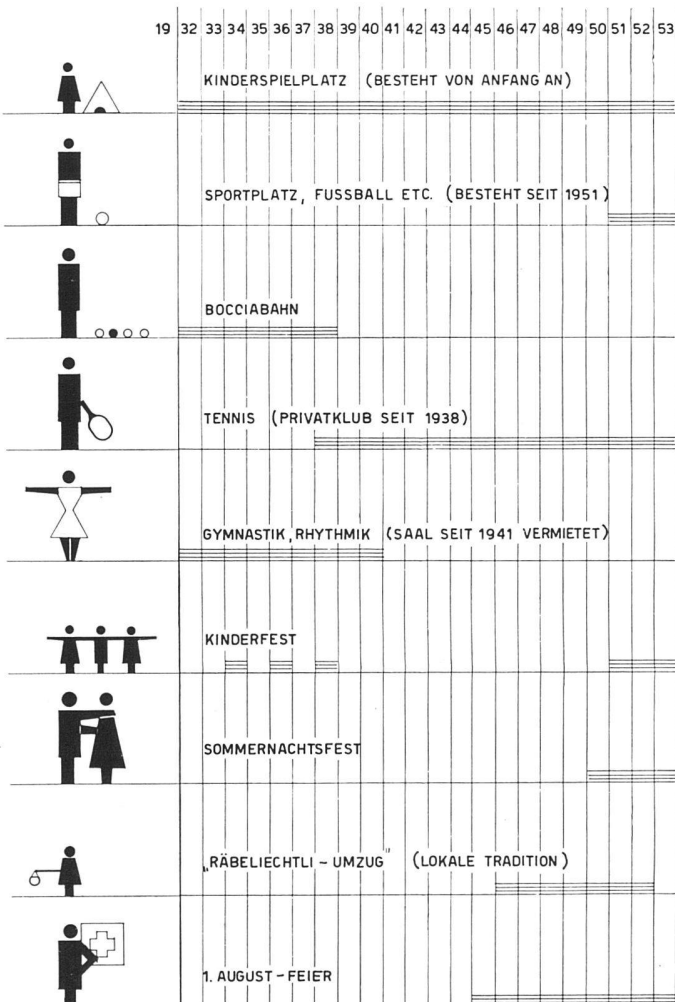 19 32 33 34 35 36 37 38 39 40 41 42 43 44 45 46 47 48 49 50 51 52 53
KINDERSPIELPLATZ (BESTEHT VON ANFANG AN)
SPORTPLATZ, FUSSBALL ETC. (BESTEHT SEIT 1951)
BOCCIABAHN
TENNIS (PRIVATKLUB SEIT 1938)
GYMNASTIK, RHYTHMIK (SAAL SEIT 1941 VERMIETET)
KINDERFEST
SOMMERNACHTSFEST
„RÄBELIECHTLI - UMZUG" (LOKALE TRADITION)
1. AUGUST - FEIER